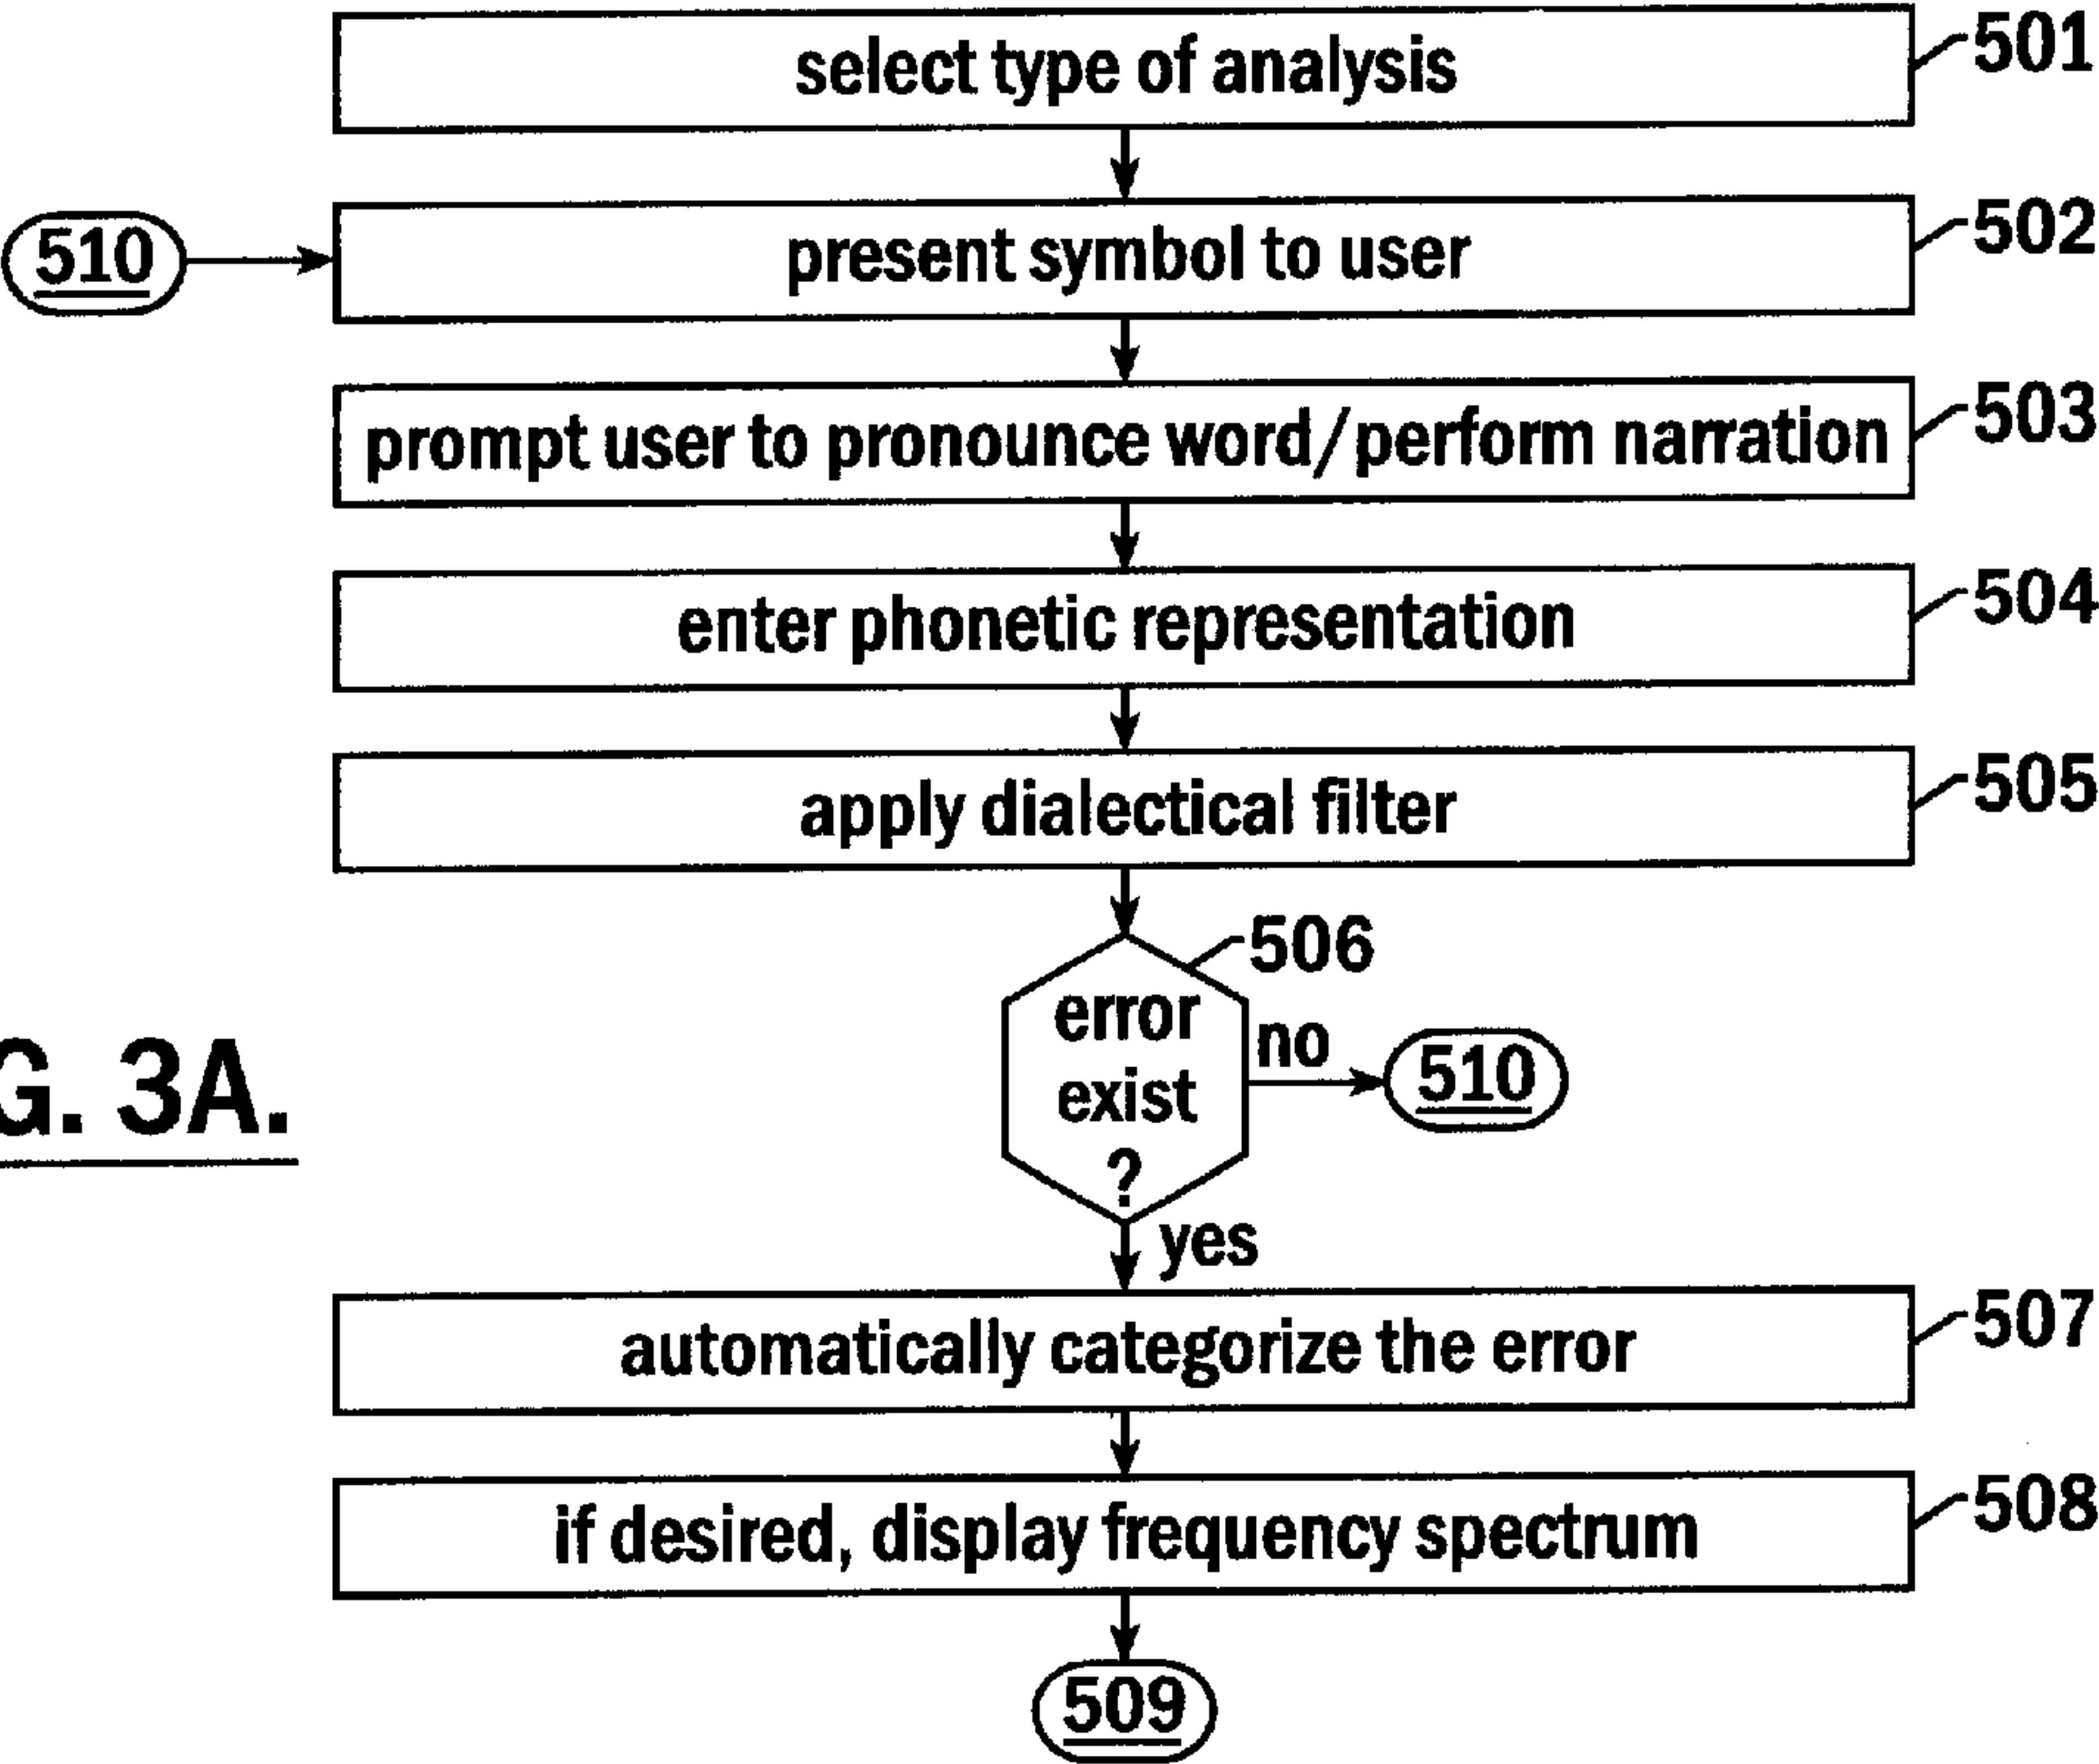 select type of analysis
501
510
present symbol to user
502
prompt user to pronounce word/perform narration
503
enter phonetic representation
504
apply dialectical filter
505
506
error
exist
?
no
510
G. 3A.
yes
automatically categorize the error
507
if desired, display frequency spectrum
508
509